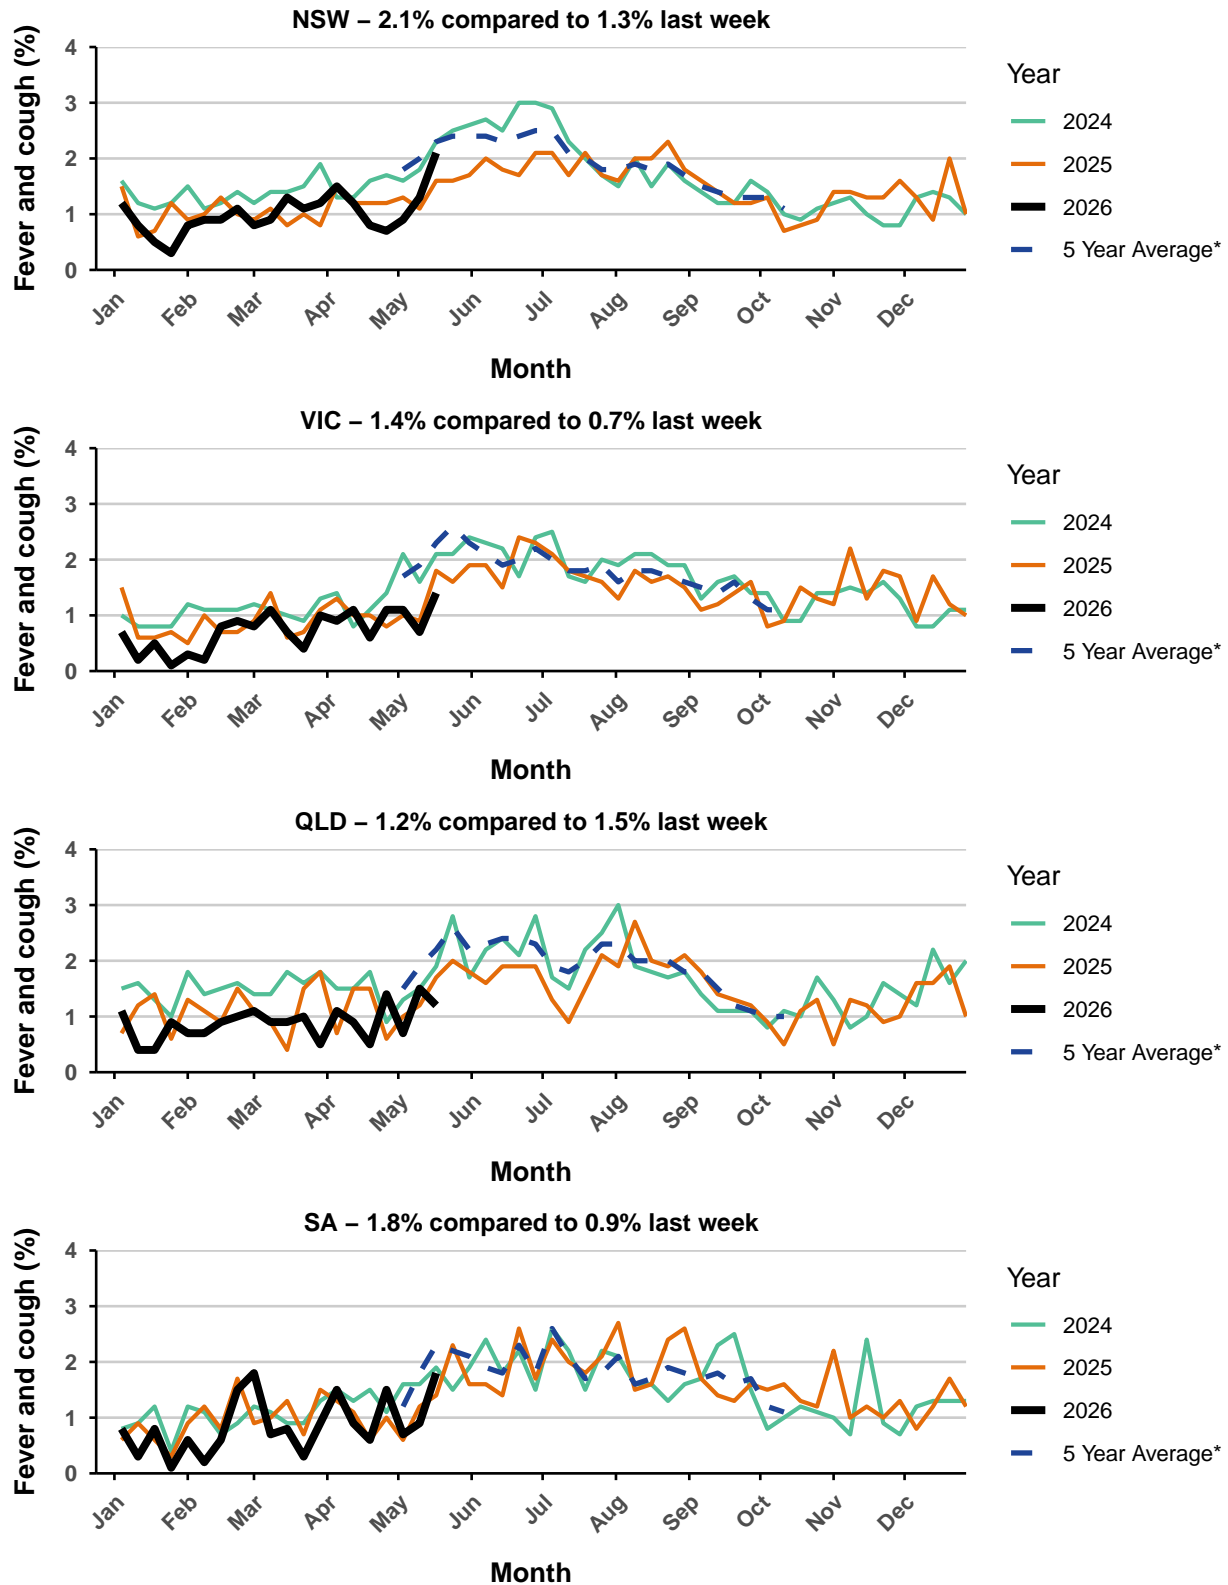 NSW – 2.1% compared to 1.3% last week
Fever and cough (%)
4
3
2
1
0
Jan Feb Mar Apr May Jun Jul Aug Sep Oct Nov Dec
Month
Year
2024
2025
2026
5 Year Average*
VIC – 1.4% compared to 0.7% last week
Fever and cough (%)
4
3
2
1
0
Jan Feb Mar Apr May Jun Jul Aug Sep Oct Nov Dec
Month
Year
2024
2025
2026
5 Year Average*
QLD – 1.2% compared to 1.5% last week
Fever and cough (%)
4
3
2
1
0
Jan Feb Mar Apr May Jun Jul Aug Sep Oct Nov Dec
Month
Year
2024
2025
2026
5 Year Average*
SA – 1.8% compared to 0.9% last week
Fever and cough (%)
4
3
2
1
0
Jan Feb Mar Apr May Jun Jul Aug Sep Oct Nov Dec
Month
Year
2024
2025
2026
5 Year Average*